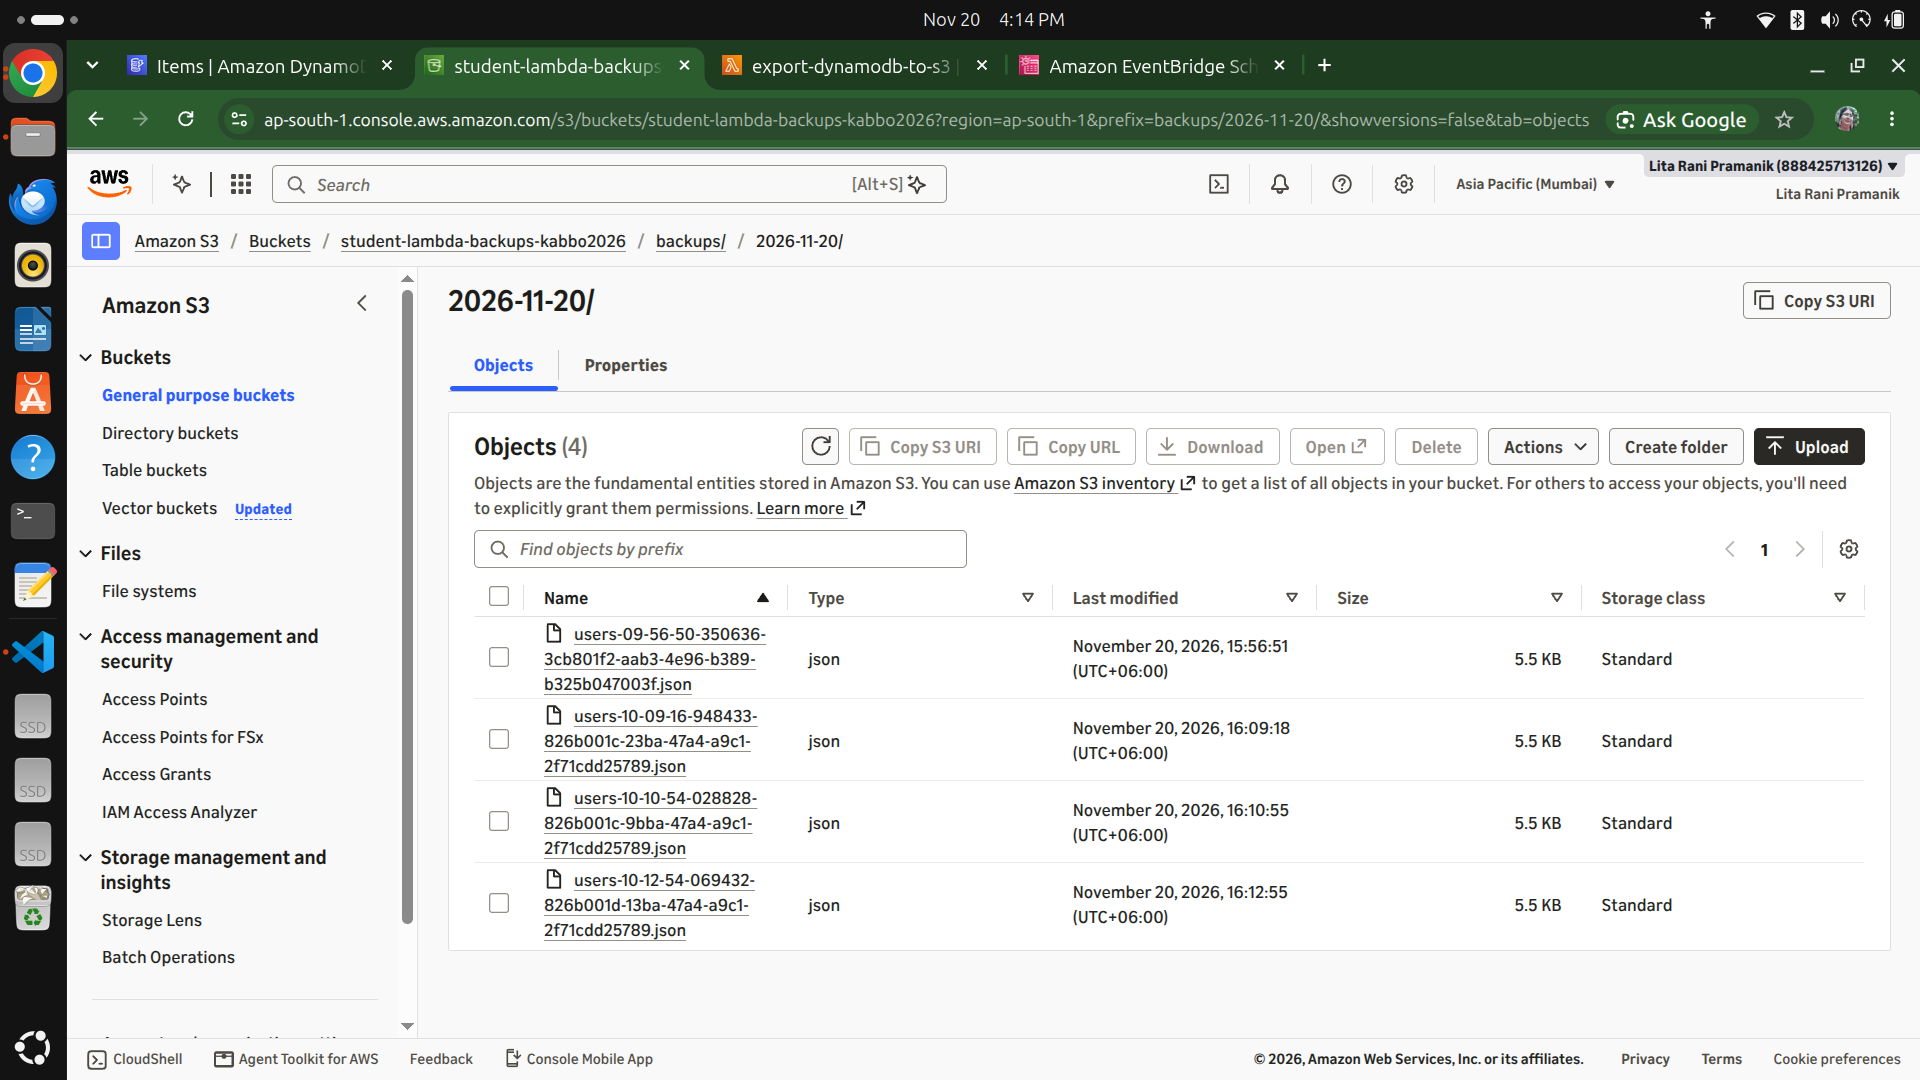 Nov 20 4:14 PM
Items | Amazon Dynamo
student-lambda-backups
export-dynamodb-to-s3 |
Amazon EventBridge Sch
ap-south-1.console.aws.amazon.com/s3/buckets/student-lambda-backups-kabbo2026?region=ap-south-1&prefix=backups/2026-11-20/&showversions=false&tab=objects
Ask Google
aws
Search
[Alt+S]
Asia Pacific (Mumbai)
Lita Rani Pramanik (888425713126)
Lita Rani Pramanik
Amazon S3 / Buckets / student-lambda-backups-kabbo2026 / backups/ / 2026-11-20/
Amazon S3
Buckets
General purpose buckets
Directory buckets
Table buckets
Vector buckets Updated
Files
File systems
Access management and
security
Access Points
Access Points for FSx
Access Grants
IAM Access Analyzer
Storage management and
insights
Storage Lens
Batch Operations
2026-11-20/
Copy S3 URI
Objects
Properties
Objects (4)
Copy S3 URI
Copy URL
Download
Open
Delete
Actions
Create folder
Upload
Objects are the fundamental entities stored in Amazon S3. You can use Amazon S3 inventory to get a list of all objects in your bucket. For others to access your objects, you'll need
to explicitly grant them permissions. Learn more
Find objects by prefix
1
Name Type Last modified Size Storage class
users-09-56-50-350636-
3cb801f2-aab3-4e96-b389-
b325b047003f.json
json
November 20, 2026, 15:56:51
(UTC+06:00)
5.5 KB
Standard
users-10-09-16-948433-
826b001c-23ba-47a4-a9c1-
2f71cdd25789.json
json
November 20, 2026, 16:09:18
(UTC+06:00)
5.5 KB
Standard
users-10-10-54-028828-
826b001c-9bba-47a4-a9c1-
2f71cdd25789.json
json
November 20, 2026, 16:10:55
(UTC+06:00)
5.5 KB
Standard
users-10-12-54-069432-
826b001d-13ba-47a4-a9c1-
2f71cdd25789.json
json
November 20, 2026, 16:12:55
(UTC+06:00)
5.5 KB
Standard
SSD
SSD
SSD
CloudShell
Agent Toolkit for AWS
Feedback
Console Mobile App
© 2026, Amazon Web Services, Inc. or its affiliates.
Privacy
Terms
Cookie preferences